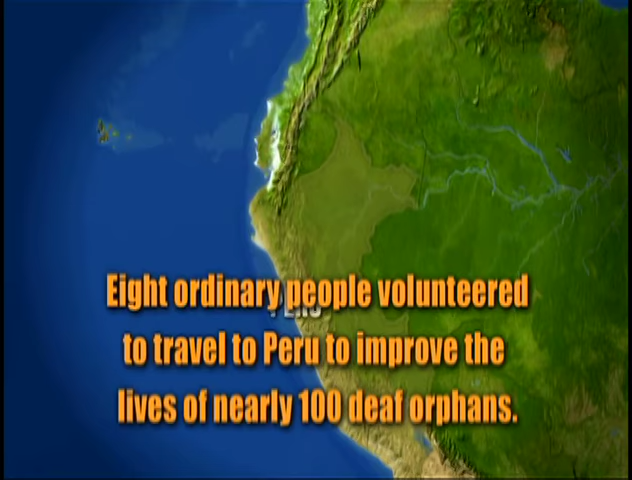 Eight ordinary people volunteered
to travel to Peru to improve the
lives of nearly 100 deaf orphans.